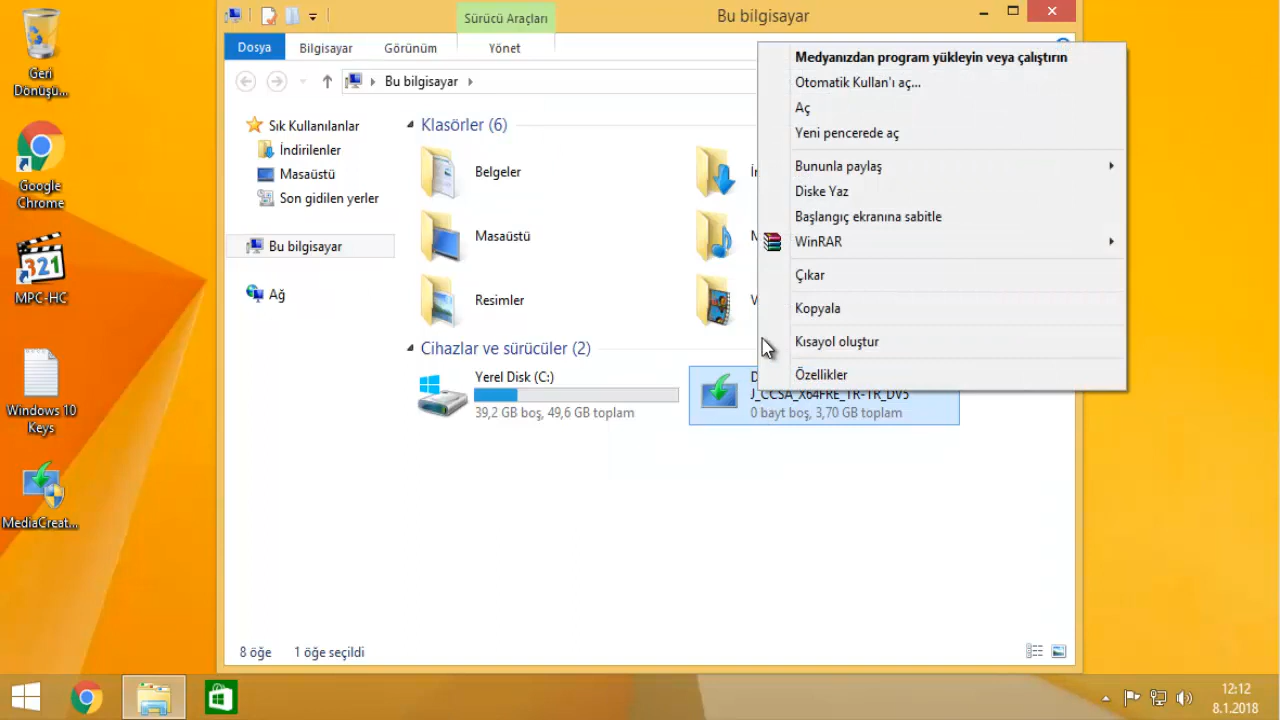 Geri
Dönüşü...
Google
Chrome
MPC-HC
Windows 10
Keys
MediaCreat...
Sürücü Araçları
Bu bilgisayar
Dosya
Bilgisayar
Görünüm
Yönet
Bu bilgisayar
Sık Kullanılanlar
İndirilenler
Masaüstü
Son gidilen yerler
Bu bilgisayar
Ağ
Klasörler (6)
Belgeler
Masaüstü
Resimler
Cihazlar ve sürücüler (2)
Yerel Disk (C:)
39,2 GB boş, 49,6 GB toplam
J_CCSA_X64FRE_TR-TR_DV5
0 bayt boş, 3,70 GB toplam
Medyanızdan program yükleyin veya çalıştırın
Otomatik Kullan'ı aç...
Aç
Yeni pencerede aç
Bununla paylaş
Diske Yaz
Başlangıç ekranına sabitle
WinRAR
Çıkar
Kopyala
Kısayol oluştur
Özellikler
8 öğe
1 öğe seçildi
12:12
8.1.2018